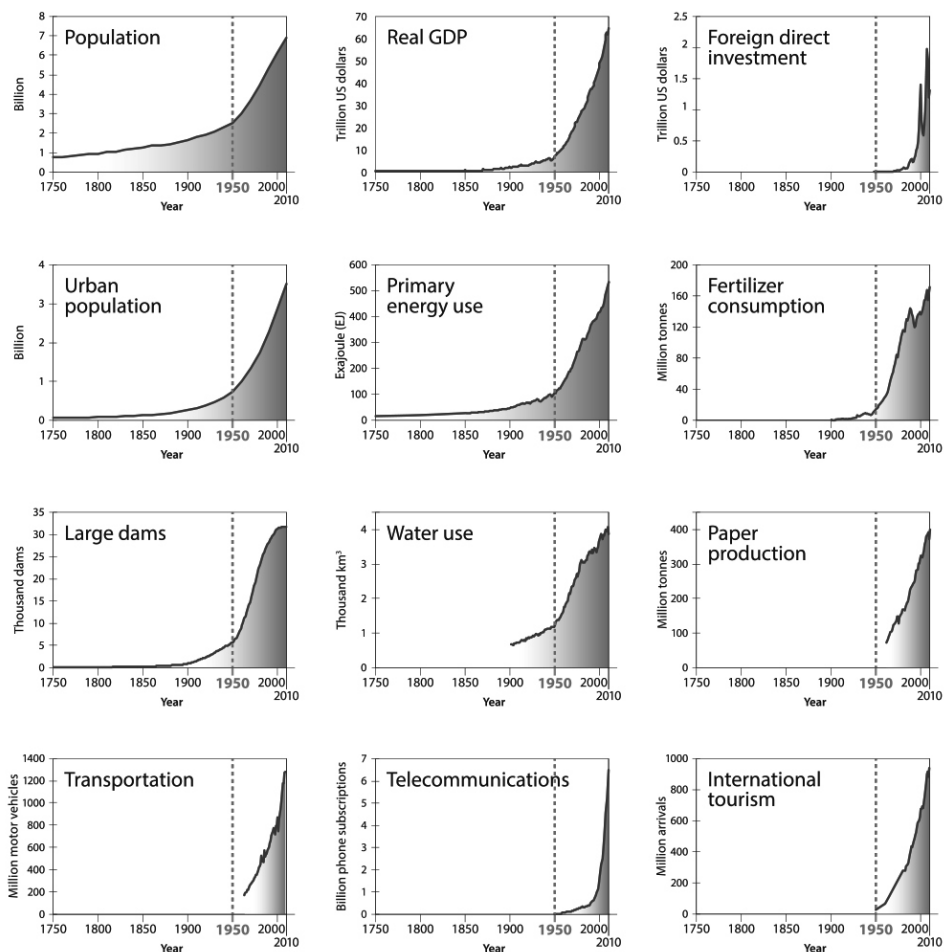 Population
Billion
8
7
6
5
4
3
2
1
0
1750 1800 1850 1900 1950 2000
2010
Year
Real GDP
Trillion US dollars
70
60
50
40
30
20
10
0
1750 1800 1850 1900 1950 2000
2010
Year
Foreign direct
investment
Trillion US dollars
2.5
2
1.5
1
0.5
0
1750 1800 1850 1900 1950 2000
2010
Year
Urban
population
Billion
4
3
2
1
0
1750 1800 1850 1900 1950 2000
2010
Year
Primary
energy use
Exajoule (EJ)
600
500
400
300
200
100
0
1750 1800 1850 1900 1950 2000
2010
Year
Fertilizer
consumption
Million tonnes
200
160
120
80
40
0
1750 1800 1850 1900 1950 2000
2010
Year
Large dams
Thousand dams
35
30
25
20
15
10
5
0
1750 1800 1850 1900 1950 2000
2010
Year
Water use
Thousand km³
4
3
2
1
0
1750 1800 1850 1900 1950 2000
2010
Year
Paper
production
Million tonnes
400
300
200
100
0
1750 1800 1850 1900 1950 2000
2010
Year
Transportation
Million motor vehicles
1400
1200
1000
800
600
400
200
0
1750 1800 1850 1900 1950 2000
2010
Year
Telecommunications
Billion phone subscriptions
7
6
5
4
3
2
1
0
1750 1800 1850 1900 1950 2000
2010
Year
International
tourism
Million arrivals
1000
800
600
400
200
0
1750 1800 1850 1900 1950 2000
2010
Year